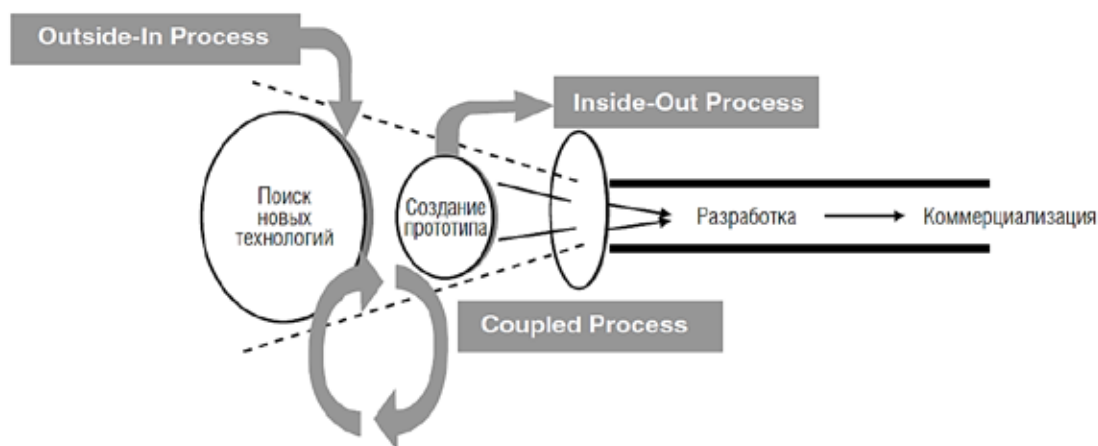 Outside-In Process
Inside-Out Process
Поиск
новых
технологий
Создание
прототипа
Разработка
Коммерциализация
Coupled Process